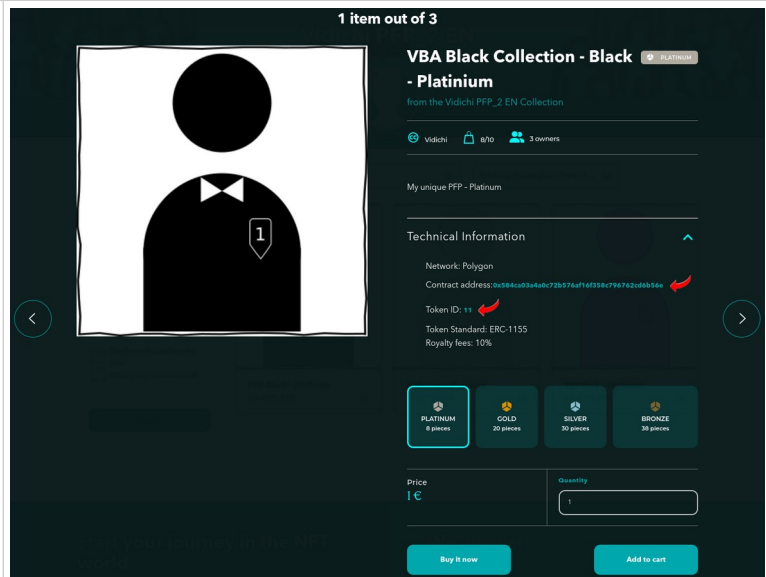 1 item out of 3
VBA Black Collection - Black
PLATINUM
- Platinium
from the Vidichi PFP_2 EN Collection
Vidichi 8/10 3 owners
My unique PFP - Platinum
1
Technical Information
Network: Polygon
Contract address:0x584ca03a4a0c72b576af16f358c796762cd6b56e
Token ID: 11
Token Standard: ERC-1155
Royalty fees: 10%
PLATINUM GOLD SILVER BRONZE
8 pieces 20 pieces 30 pieces 38 pieces
Price Quantity
1 €
1
Buy it now Add to cart